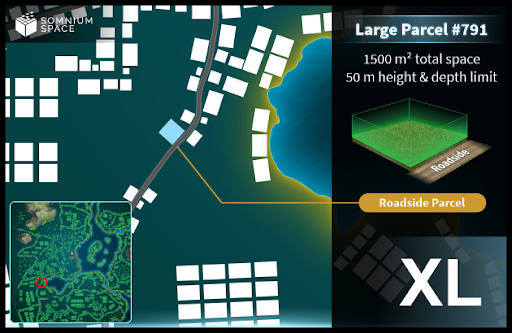 SOMNIUM
SPACE
Large Parcel #791
1500 m² total space
50 m height & depth limit
Roadside
Roadside Parcel
XL